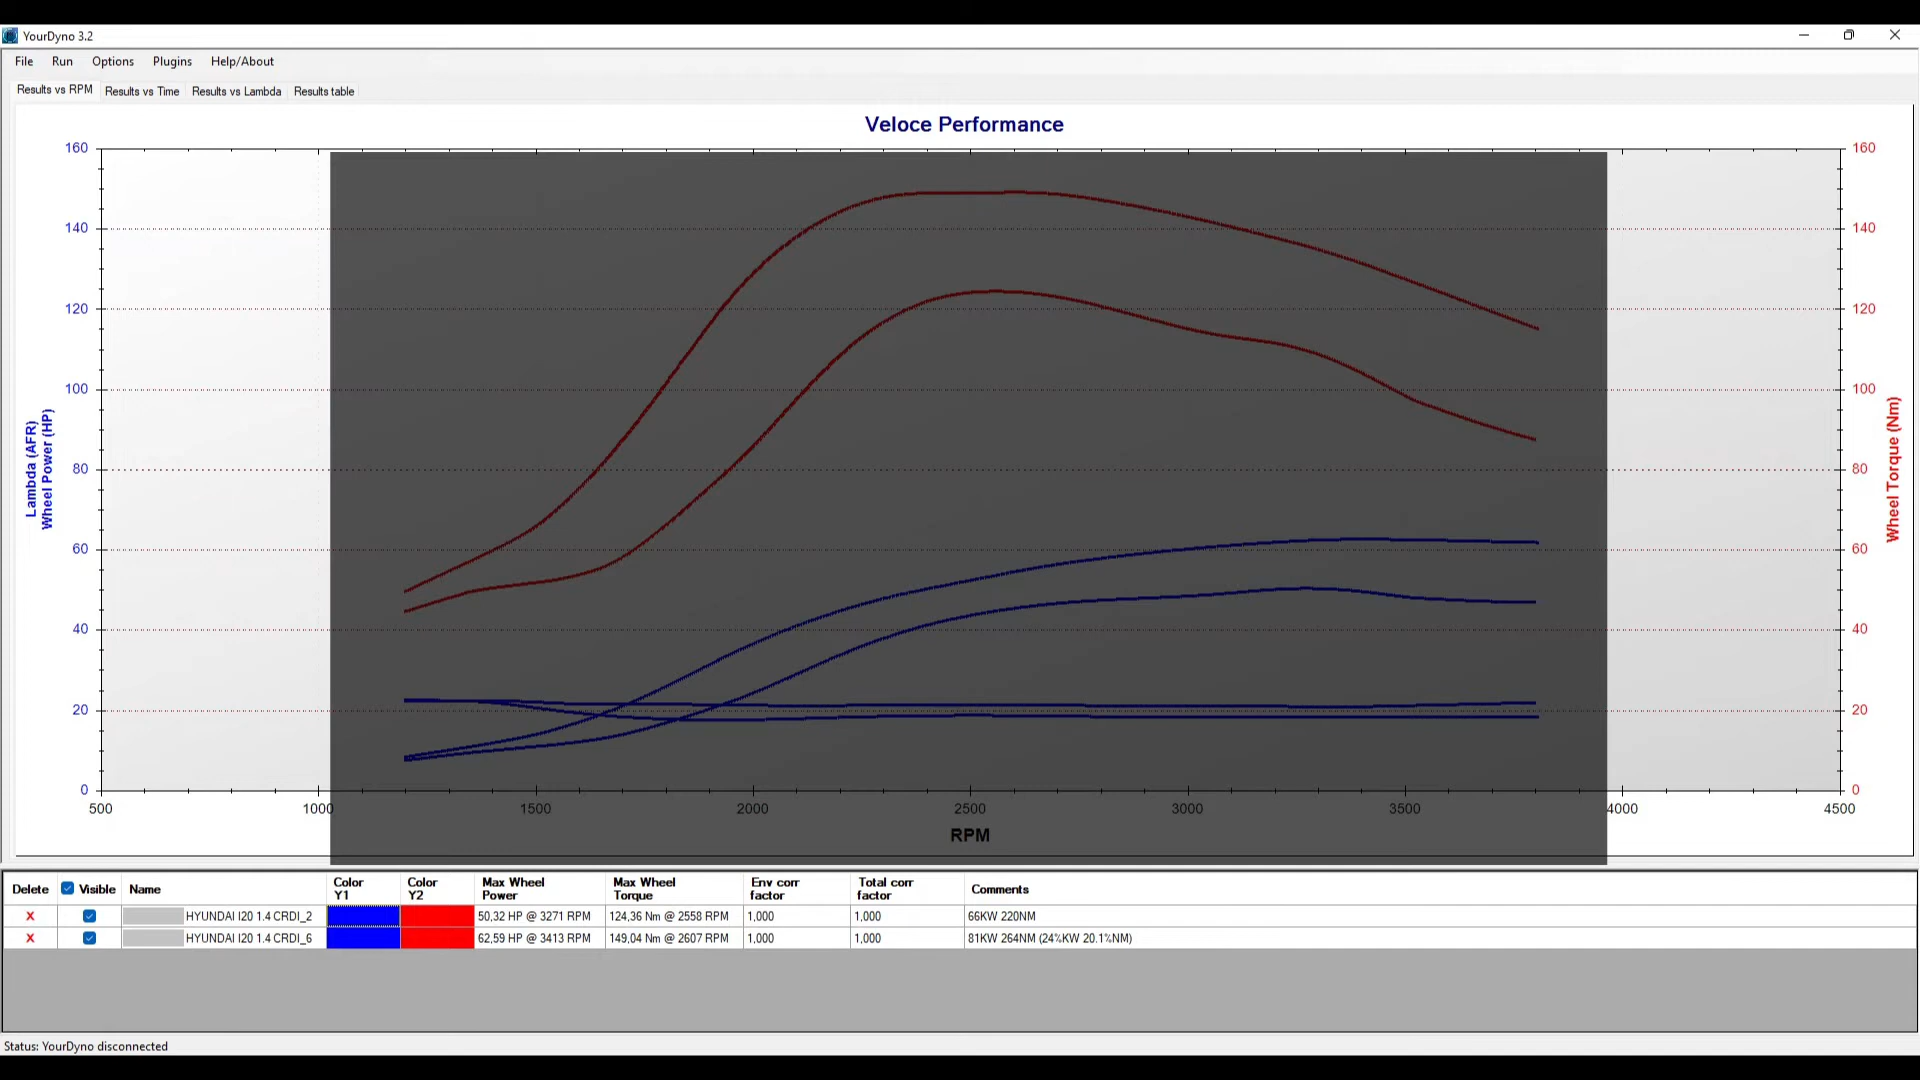 YourDyno 3.2
File Run Options Plugins Help/About
Results vs RPM Results vs Time Results vs Lambda Results table
Veloce Performance
160 160
140 140
120 120
100 100
80 80
60 60
40 40
20 20
0 0
Lambda (AFR)
Wheel Power (HP)
Wheel Torque (Nm)
500 1000 1500 2000 2500 3000 3500 4000 4500
RPM
Delete Visible Name Color Y1 Color Y2 Max Wheel Power Max Wheel Torque Env corr factor Total corr factor Comments
X HYUNDAI I20 1.4 CRDI_2 50,32 HP @ 3271 RPM 124,36 Nm @ 2558 RPM 1,000 1,000 66KW 220NM
X HYUNDAI I20 1.4 CRDI_6 62,59 HP @ 3413 RPM 149,04 Nm @ 2607 RPM 1,000 1,000 81KW 264NM (24%KW 20.1%NM)
Status: YourDyno disconnected